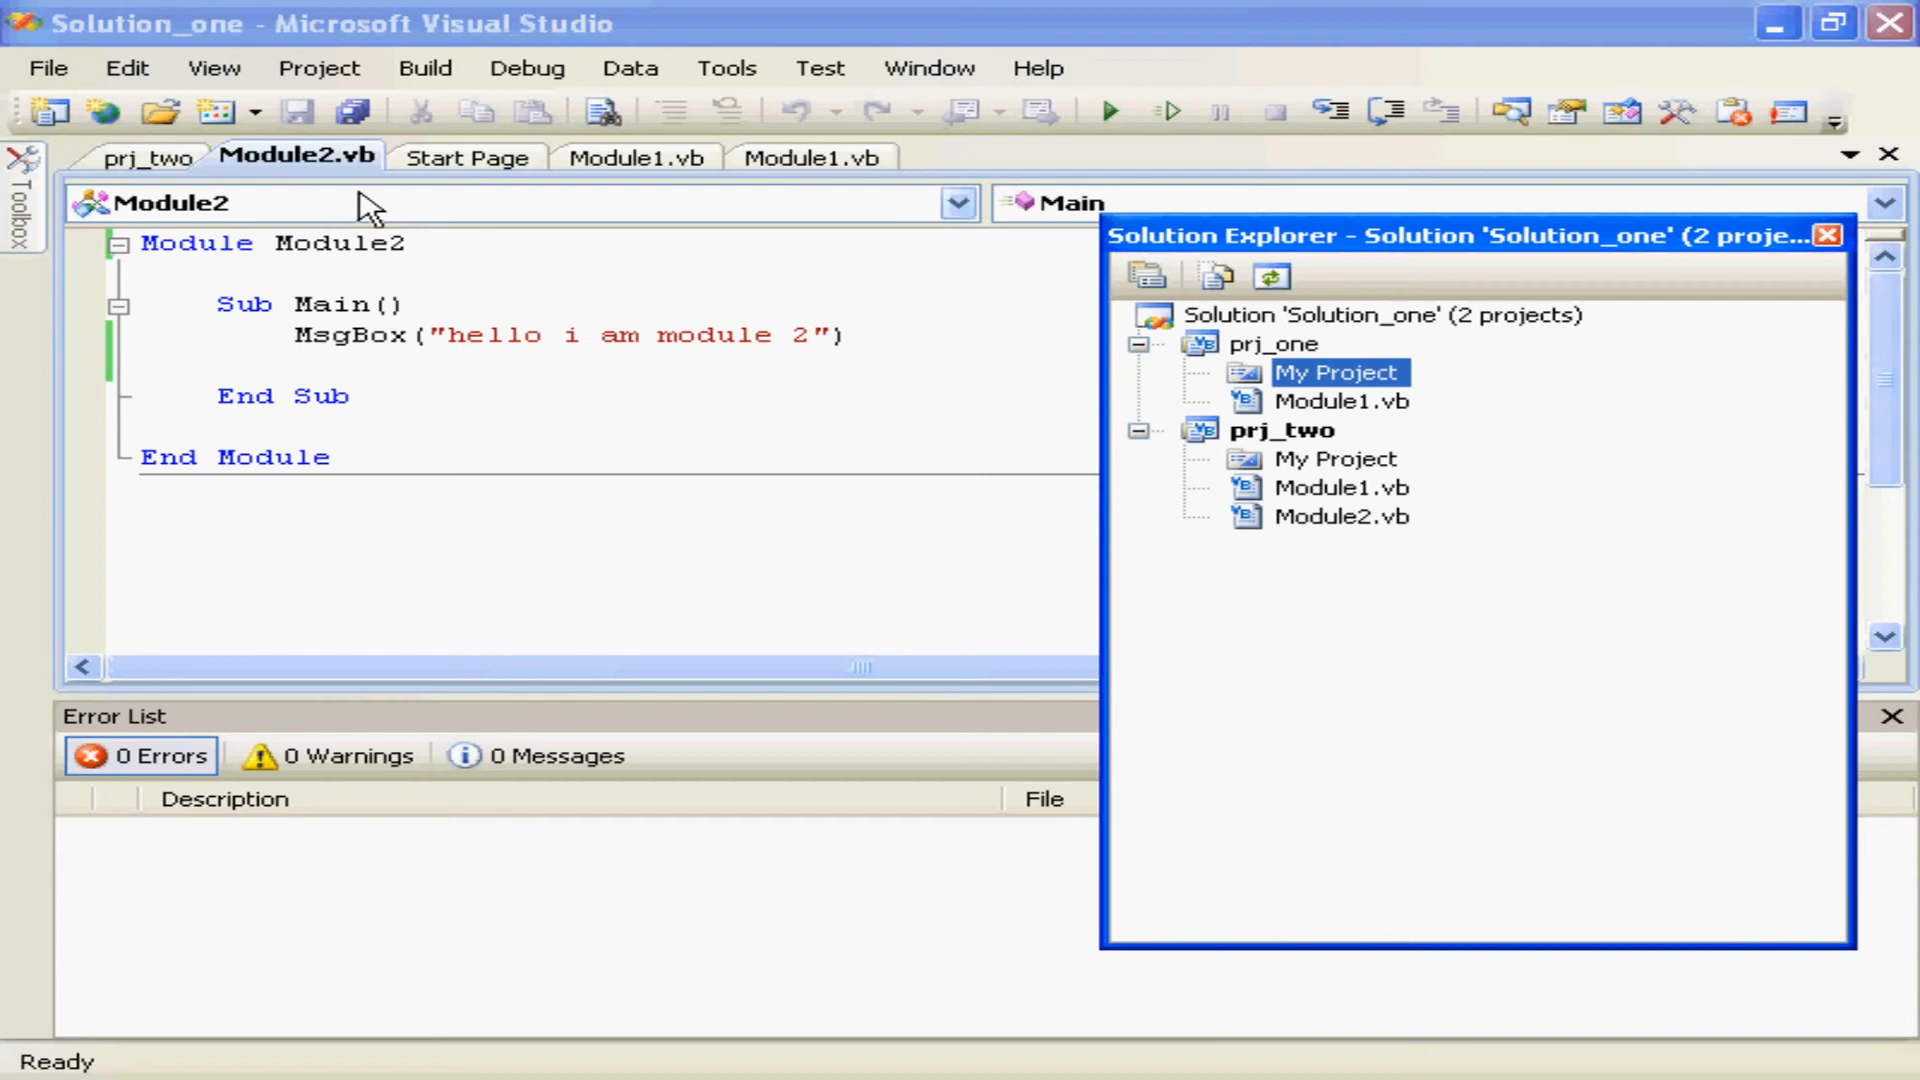 Solution_one - Microsoft Visual Studio
File Edit View Project Build Debug Data Tools Test Window Help
prj_two Module2.vb Start Page Module1.vb Module1.vb
Toolbox
Module2 Main
Module Module2
Sub Main()
MsgBox("hello i am module 2")
End Sub
End Module
Solution Explorer - Solution 'Solution_one' (2 proje...
Solution 'Solution_one' (2 projects)
prj_one
My Project
Module1.vb
prj_two
My Project
Module1.vb
Module2.vb
Error List
0 Errors 0 Warnings 0 Messages
Description File
Ready